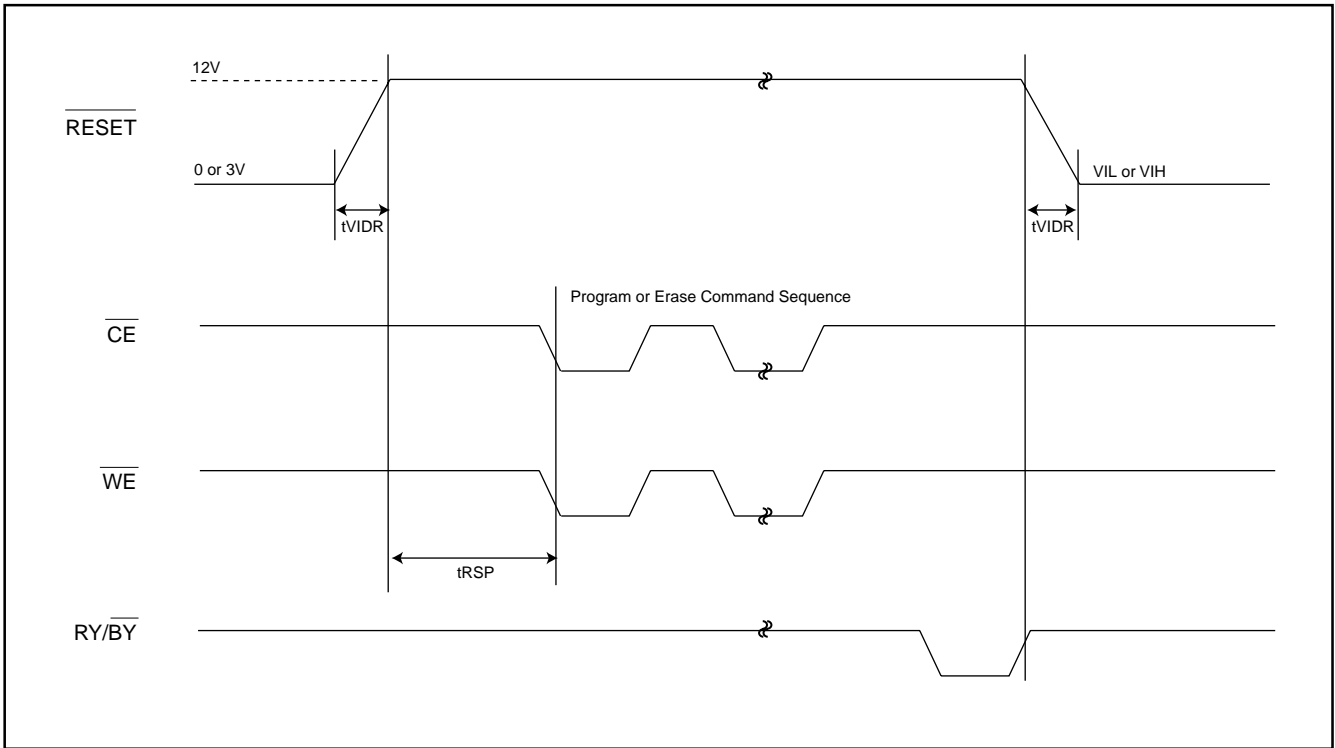 12V
RESET
0 or 3V
VIL or VIH
tVIDR
tVIDR
Program or Erase Command Sequence
CE
WE
tRSP
RY/BY